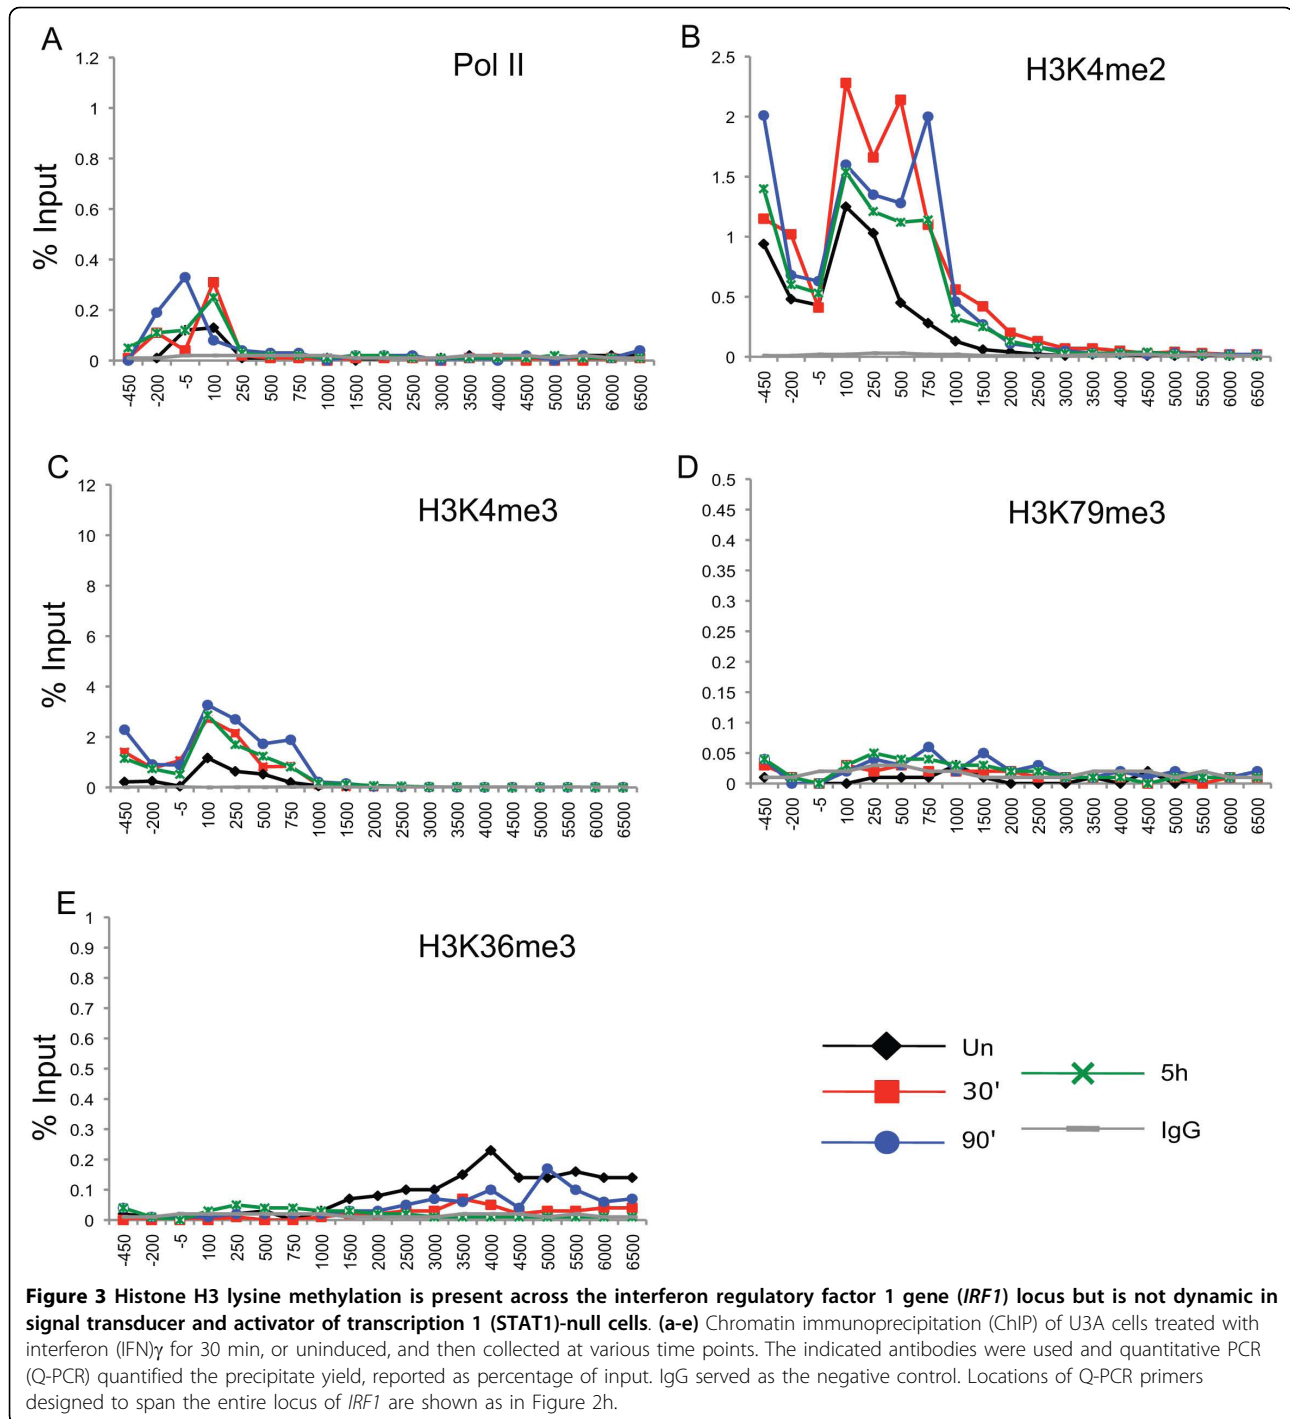 A
Pol II
% Input
1.2
1
0.8
0.6
0.4
0.2
0
-450 -200 -5 100 250 500 750 1000 1500 2000 2500 3000 3500 4000 4500 5000 5500 6000 6500
B
H3K4me2
2.5
2
1.5
1
0.5
0
-450 -200 -5 100 250 500 750 1000 1500 2000 2500 3000 3500 4000 4500 5000 5500 6000 6500
C
H3K4me3
% Input
12
10
8
6
4
2
0
-450 -200 -5 100 250 500 750 1000 1500 2000 2500 3000 3500 4000 4500 5000 5500 6000 6500
D
H3K79me3
0.5
0.45
0.4
0.35
0.3
0.25
0.2
0.15
0.1
0.05
0
-450 -200 -5 100 250 500 750 1000 1500 2000 2500 3000 3500 4000 4500 5000 5500 6000 6500
E
H3K36me3
% Input
1
0.9
0.8
0.7
0.6
0.5
0.4
0.3
0.2
0.1
0
-450 -200 -5 100 250 500 750 1000 1500 2000 2500 3000 3500 4000 4500 5000 5500 6000 6500
Un
30'
90'
5h
IgG
Figure 3 Histone H3 lysine methylation is present across the interferon regulatory factor 1 gene (IRF1) locus but is not dynamic in
signal transducer and activator of transcription 1 (STAT1)-null cells. (a-e) Chromatin immunoprecipitation (ChIP) of U3A cells treated with
interferon (IFN)γ for 30 min, or uninduced, and then collected at various time points. The indicated antibodies were used and quantitative PCR
(Q-PCR) quantified the precipitate yield, reported as percentage of input. IgG served as the negative control. Locations of Q-PCR primers
designed to span the entire locus of IRF1 are shown as in Figure 2h.